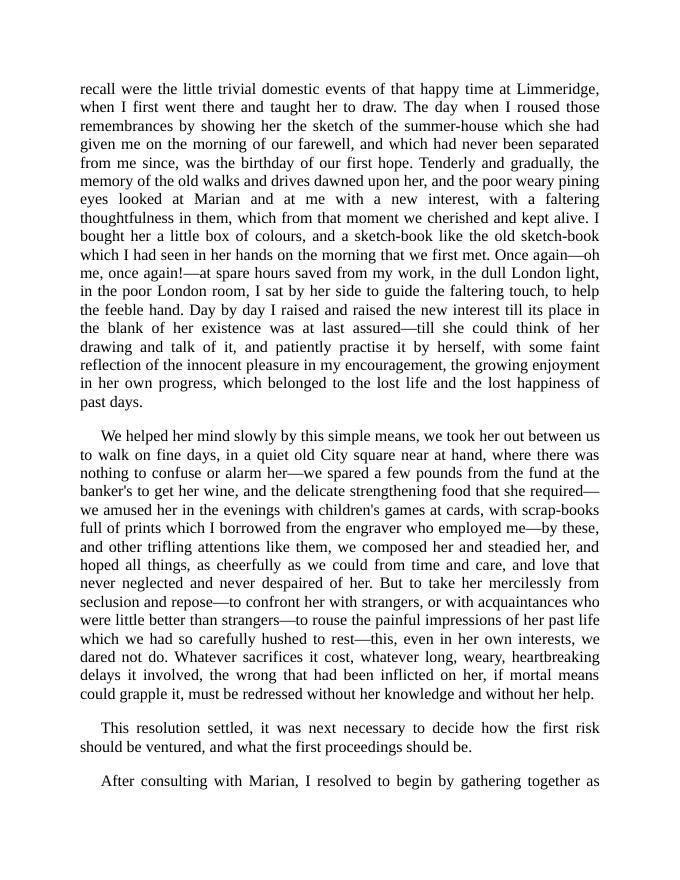 recall were the little trivial domestic events of that happy time at Limmeridge,
when I first went there and taught her to draw. The day when I roused those
remembrances by showing her the sketch of the summer-house which she had
given me on the morning of our farewell, and which had never been separated
from me since, was the birthday of our first hope. Tenderly and gradually, the
memory of the old walks and drives dawned upon her, and the poor weary pining
eyes looked at Marian and at me with a new interest, with a faltering
thoughtfulness in them, which from that moment we cherished and kept alive. I
bought her a little box of colours, and a sketch-book like the old sketch-book
which I had seen in her hands on the morning that we first met. Once again—oh
me, once again!—at spare hours saved from my work, in the dull London light,
in the poor London room, I sat by her side to guide the faltering touch, to help
the feeble hand. Day by day I raised and raised the new interest till its place in
the blank of her existence was at last assured—till she could think of her
drawing and talk of it, and patiently practise it by herself, with some faint
reflection of the innocent pleasure in my encouragement, the growing enjoyment
in her own progress, which belonged to the lost life and the lost happiness of
past days.
We helped her mind slowly by this simple means, we took her out between us
to walk on fine days, in a quiet old City square near at hand, where there was
nothing to confuse or alarm her—we spared a few pounds from the fund at the
banker's to get her wine, and the delicate strengthening food that she required—
we amused her in the evenings with children's games at cards, with scrap-books
full of prints which I borrowed from the engraver who employed me—by these,
and other trifling attentions like them, we composed her and steadied her, and
hoped all things, as cheerfully as we could from time and care, and love that
never neglected and never despaired of her. But to take her mercilessly from
seclusion and repose—to confront her with strangers, or with acquaintances who
were little better than strangers—to rouse the painful impressions of her past life
which we had so carefully hushed to rest—this, even in her own interests, we
dared not do. Whatever sacrifices it cost, whatever long, weary, heartbreaking
delays it involved, the wrong that had been inflicted on her, if mortal means
could grapple it, must be redressed without her knowledge and without her help.
This resolution settled, it was next necessary to decide how the first risk
should be ventured, and what the first proceedings should be.
After consulting with Marian, I resolved to begin by gathering together as